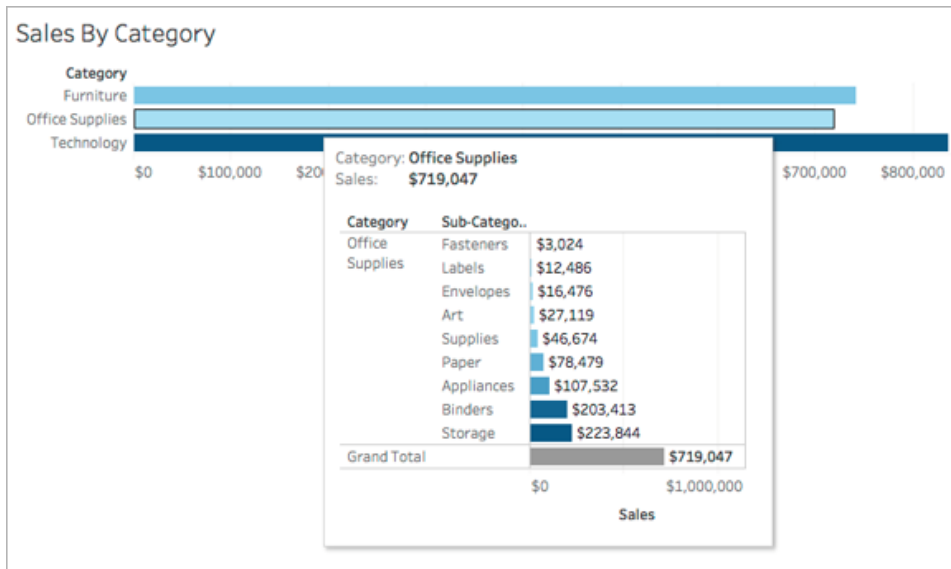 Sales By Category
Category
Furniture
Office Supplies
Technology
$0 $100,000 $700,000 $800,000
Category: Office Supplies
Sales: $719,047
Category Sub-Catego..
Office Fasteners $3,024
Supplies Labels $12,486
Envelopes $16,476
Art $27,119
Supplies $46,674
Paper $78,479
Appliances $107,532
Binders $203,413
Storage $223,844
Grand Total $719,047
$0 $1,000,000
Sales